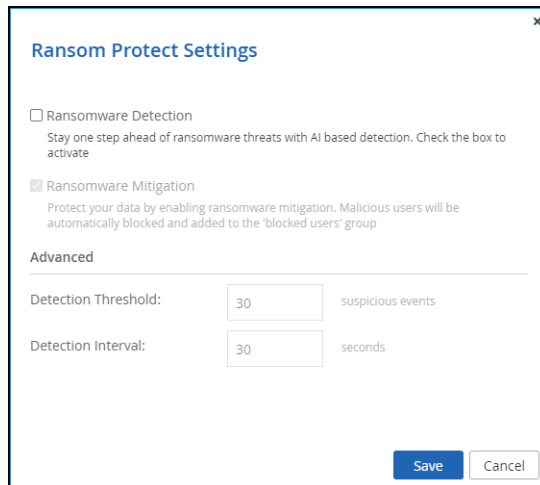 Ransom Protect Settings
Ransomware Detection
Stay one step ahead of ransomware threats with AI based detection. Check the box to
activate
Ransomware Mitigation
Protect your data by enabling ransomware mitigation. Malicious users will be
automatically blocked and added to the 'blocked users' group
Advanced
Detection Threshold: 30 suspicious events
Detection Interval: 30 seconds
Save Cancel